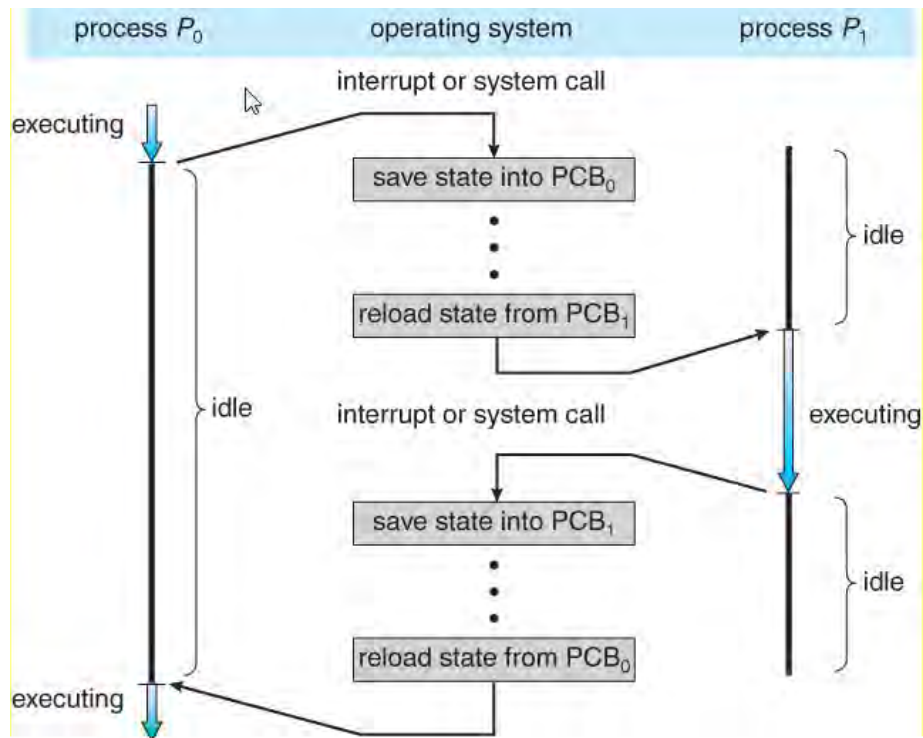 process P₀ operating system process P₁
interrupt or system call
executing
save state into PCB₀
idle
reload state from PCB₁
idle
interrupt or system call
executing
save state into PCB₁
idle
reload state from PCB₀
executing